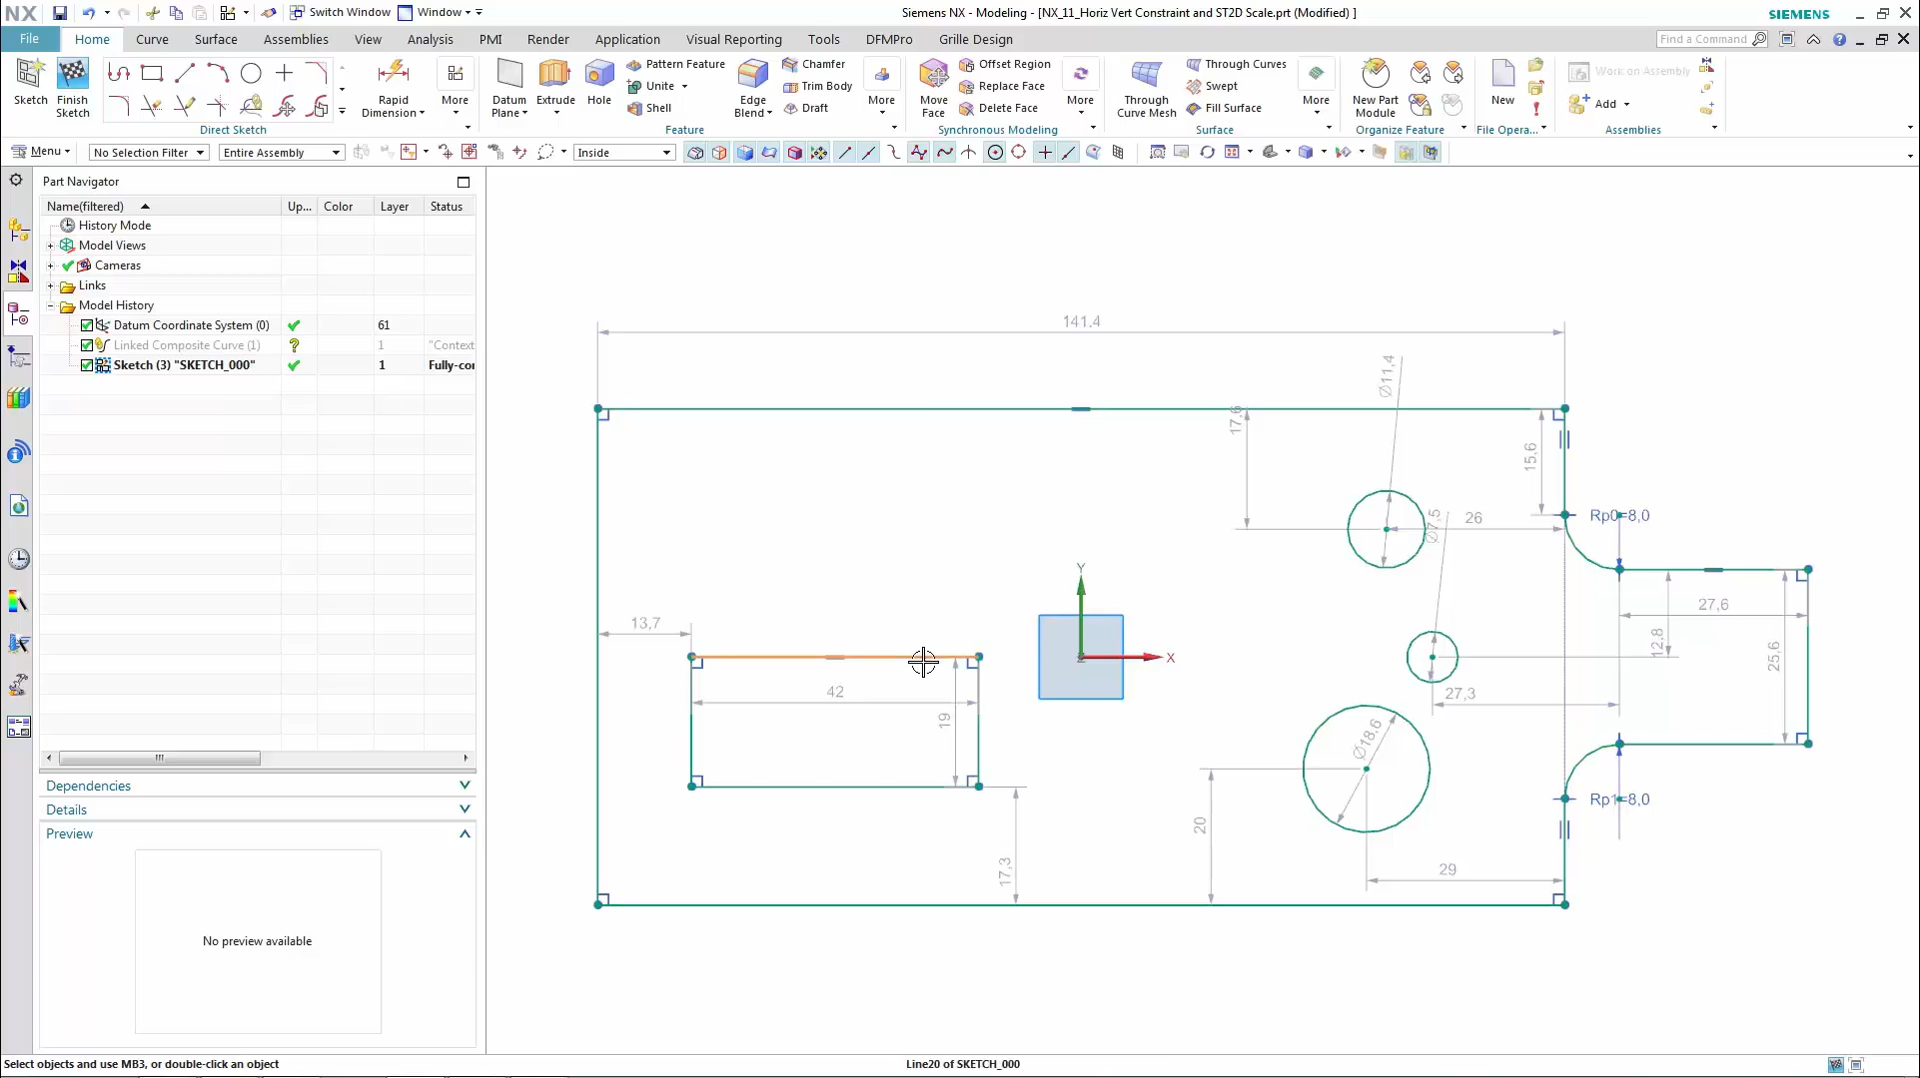 NX
Switch Window
Window
Siemens NX - Modeling - [NX_11_Horiz Vert Constraint and ST2D Scale.prt (Modified) ]
SIEMENS
File
Home
Curve
Surface
Assemblies
View
Analysis
PMI
Render
Application
Visual Reporting
Tools
DFMPro
Grille Design
Find a Command
Sketch
Finish
Sketch
Direct Sketch
Rapid
Dimension
More
Datum
Plane
Extrude
Hole
Pattern Feature
Unite
Shell
Edge
Blend
Chamfer
Trim Body
Draft
More
Feature
Move
Face
Offset Region
Replace Face
Delete Face
More
Synchronous Modeling
Through
Curve Mesh
Through Curves
Swept
Fill Surface
More
Surface
New Part
Module
Organize Feature
New
File Opera...
Work on Assembly
Add
Assemblies
Menu
No Selection Filter
Entire Assembly
Inside
Part Navigator
Name(filtered)
Up...
Color
Layer
Status
History Mode
Model Views
Cameras
Links
Model History
Datum Coordinate System (0)
61
Linked Composite Curve (1)
?
1
"Context
Sketch (3) "SKETCH_000"
1
Fully-cor
Dependencies
Details
Preview
No preview available
141.4
Ø11,4
17,6
15,6
Ø7,5
26
Rp0=8,0
Y
X
Z
13,7
27,6
12,8
25,6
42
19
27,3
Ø18,6
Rp1=8,0
20
17,3
29
Select objects and use MB3, or double-click an object
Line20 of SKETCH_000